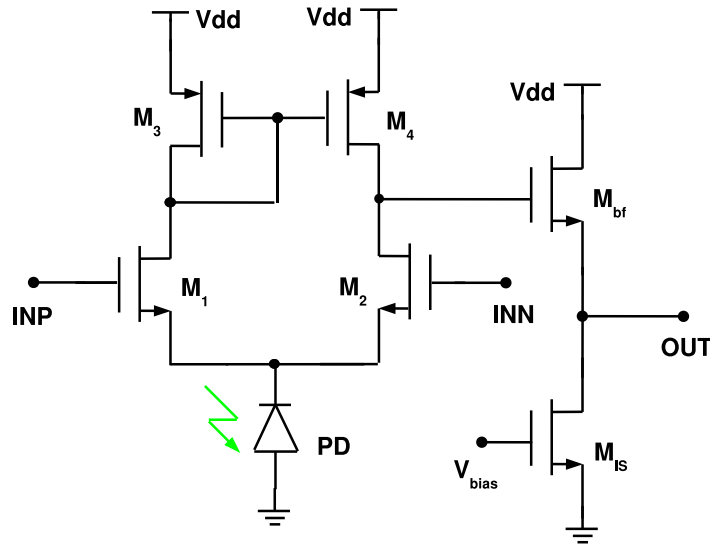 Vdd
Vdd
Vdd
M3
M4
Mbf
M1
M2
INP
INN
OUT
PD
Vbias
MIS